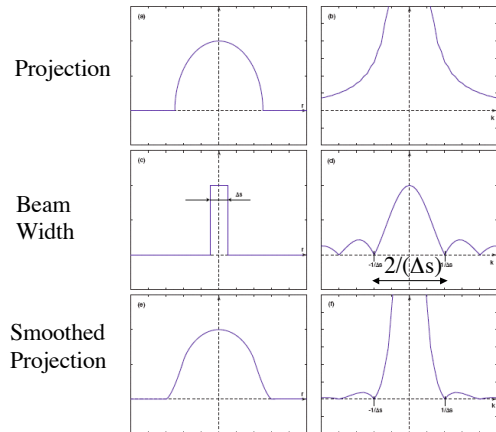 (a)
(b)
Projection
r
k
(c)
(d)
Δs
Beam
Width
r
k
-1/Δs
1/Δs
2/(Δs)
(e)
(f)
Smoothed
Projection
r
k
-1/Δs
1/Δs